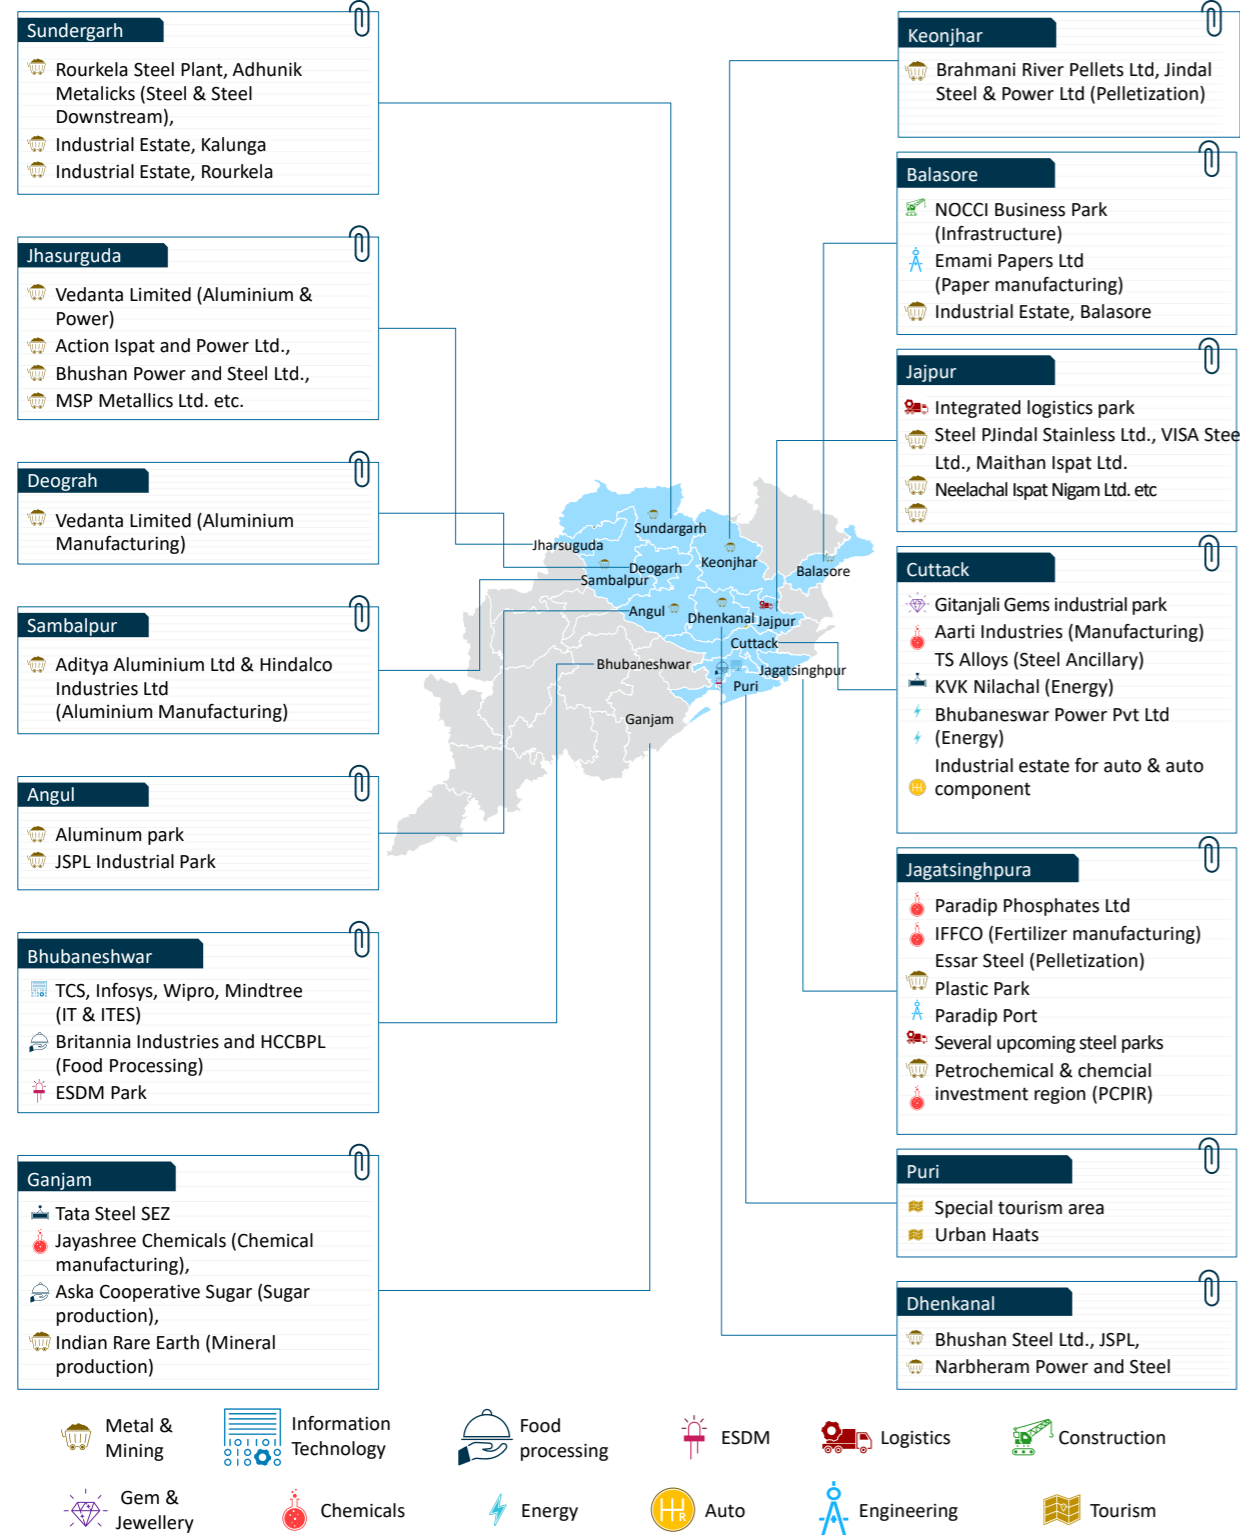 Sundergarh
Rourkela Steel Plant, Adhunik
Metalicks (Steel & Steel
Downstream),
Industrial Estate, Kalunga
Industrial Estate, Rourkela
Jhasurguda
Vedanta Limited (Aluminium &
Power)
Action Ispat and Power Ltd.,
Bhushan Power and Steel Ltd.,
MSP Metallics Ltd. etc.
Deograh
Vedanta Limited (Aluminium
Manufacturing)
Sambalpur
Aditya Aluminium Ltd & Hindalco
Industries Ltd
(Aluminium Manufacturing)
Angul
Aluminum park
JSPL Industrial Park
Bhubaneshwar
TCS, Infosys, Wipro, Mindtree
(IT & ITES)
Britannia Industries and HCCBPL
(Food Processing)
ESDM Park
Ganjam
Tata Steel SEZ
Jayashree Chemicals (Chemical
manufacturing),
Aska Cooperative Sugar (Sugar
production),
Indian Rare Earth (Mineral
production)
Sundargarh
Jharsuguda
Keonjhar
Deogarh
Balasore
Sambalpur
Angul
Dhenkanal
Jajpur
Cuttack
Bhubaneshwar
Jagatsinghpur
Puri
Ganjam
Keonjhar
Brahmani River Pellets Ltd, Jindal
Steel & Power Ltd (Pelletization)
Balasore
NOCCI Business Park
(Infrastructure)
Emami Papers Ltd
(Paper manufacturing)
Industrial Estate, Balasore
Jajpur
Integrated logistics park
Steel PJindal Stainless Ltd., VISA Stee
Ltd., Maithan Ispat Ltd.
Neelachal Ispat Nigam Ltd. etc
Cuttack
Gitanjali Gems industrial park
Aarti Industries (Manufacturing)
TS Alloys (Steel Ancillary)
KVK Nilachal (Energy)
Bhubaneswar Power Pvt Ltd
(Energy)
Industrial estate for auto & auto
component
Jagatsinghpura
Paradip Phosphates Ltd
IFFCO (Fertilizer manufacturing)
Essar Steel (Pelletization)
Plastic Park
Paradip Port
Several upcoming steel parks
Petrochemical & chemcial
investment region (PCPIR)
Puri
Special tourism area
Urban Haats
Dhenkanal
Bhushan Steel Ltd., JSPL,
Narbheram Power and Steel
Metal &
Mining
Information
Technology
Food
processing
ESDM
Logistics
Construction
Gem &
Jewellery
Chemicals
Energy
Auto
Engineering
Tourism